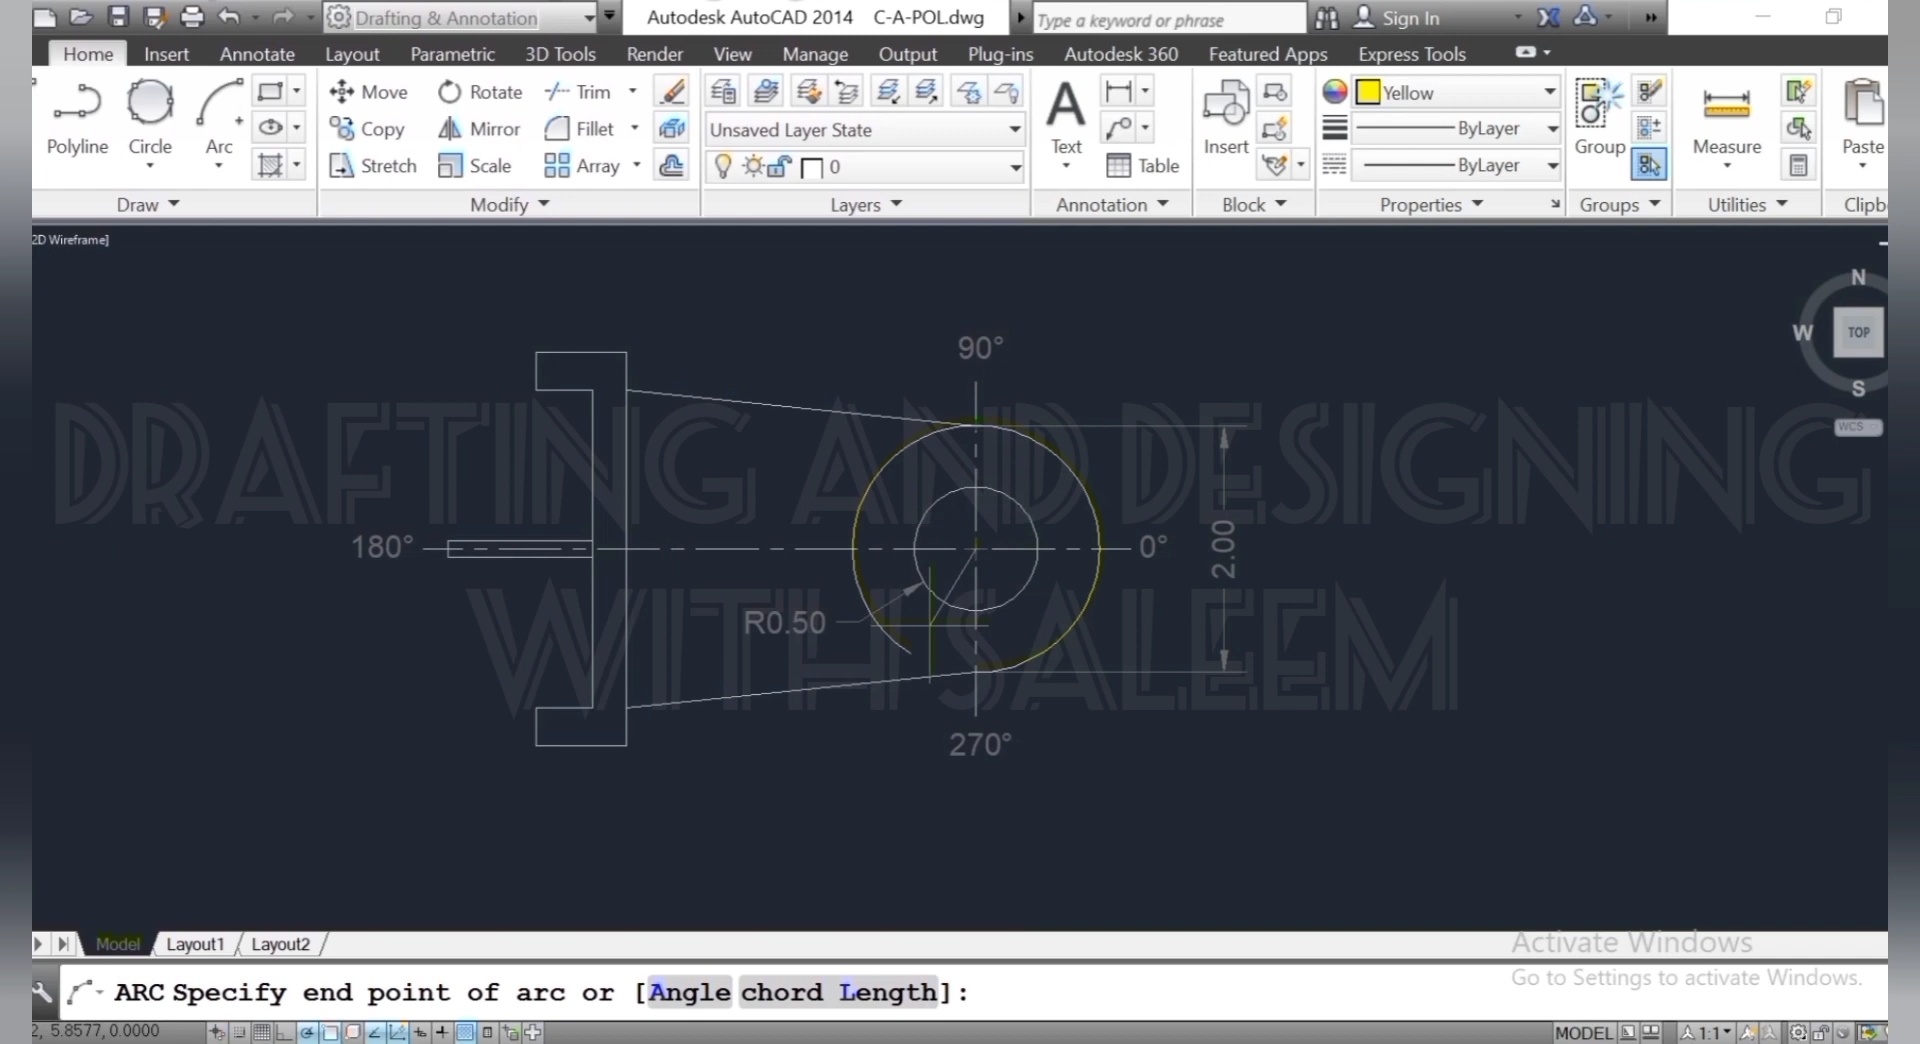 Drafting & Annotation
Autodesk AutoCAD 2014 C-A-POL.dwg
Type a keyword or phrase
Sign In
Home Insert Annotate Layout Parametric 3D Tools Render View Manage Output Plug-ins Autodesk 360 Featured Apps Express Tools
Polyline Circle Arc
Move Rotate Trim
Copy Mirror Fillet
Stretch Scale Array
Unsaved Layer State
0
Text
Table
Insert
Yellow
ByLayer
ByLayer
Group
Measure
Paste
Draw Modify Layers Annotation Block Properties Groups Utilities Clipb
2D Wireframe]
N
W TOP
S
WCS
90°
DRAFTING AND DESIGNING
180° 0°
2.00
R0.50
WITH SALEEM
270°
Model Layout1 Layout2
Activate Windows
Go to Settings to activate Windows.
ARC Specify end point of arc or [Angle chord Length]:
2, 5.8577, 0.0000
MODEL 1:1